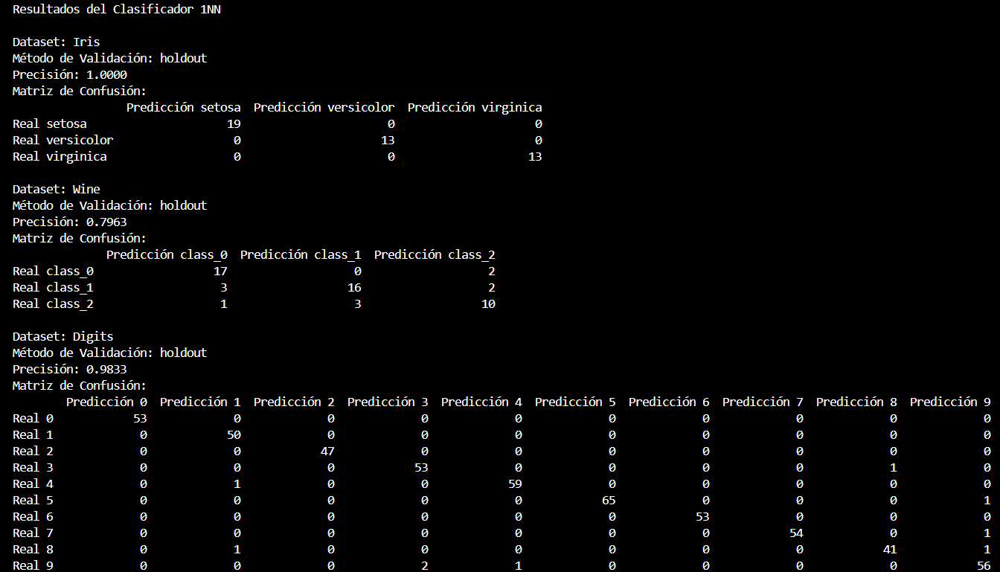 Resultados del Clasificador 1NN
Dataset: Iris
Método de Validación: holdout
Precisión: 1.0000
Matriz de Confusión:
Predicción setosa Predicción versicolor Predicción virginica
Real setosa 19 0 0
Real versicolor 0 13 0
Real virginica 0 0 13
Dataset: Wine
Método de Validación: holdout
Precisión: 0.7963
Matriz de Confusión:
Predicción class_0 Predicción class_1 Predicción class_2
Real class_0 17 0 2
Real class_1 3 16 2
Real class_2 1 3 10
Dataset: Digits
Método de Validación: holdout
Precisión: 0.9833
Matriz de Confusión:
Predicción 0 Predicción 1 Predicción 2 Predicción 3 Predicción 4 Predicción 5 Predicción 6 Predicción 7 Predicción 8 Predicción 9
Real 0 53 0 0 0 0 0 0 0 0 0
Real 1 0 50 0 0 0 0 0 0 0 0
Real 2 0 0 47 0 0 0 0 0 0 0
Real 3 0 0 0 53 0 0 0 0 1 0
Real 4 0 1 0 0 59 0 0 0 0 0
Real 5 0 0 0 0 0 65 0 0 0 1
Real 6 0 0 0 0 0 0 53 0 0 0
Real 7 0 0 0 0 0 0 0 54 0 1
Real 8 0 1 0 0 0 0 0 0 41 1
Real 9 0 0 0 2 1 0 0 0 0 56